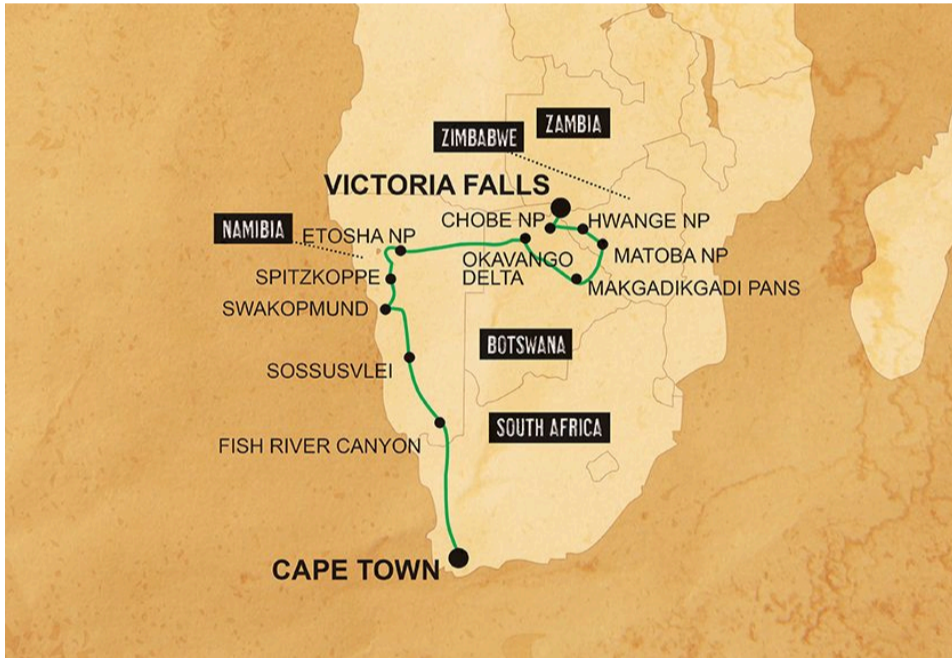 ZAMBIA
ZIMBABWE
VICTORIA FALLS
CHOBE NP
HWANGE NP
NAMIBIA
ETOSHA NP
MATOBA NP
OKAVANGO
DELTA
SPITZKOPPE
MAKGADIKGADI PANS
SWAKOPMUND
BOTSWANA
SOSSUSVLEI
SOUTH AFRICA
FISH RIVER CANYON
CAPE TOWN